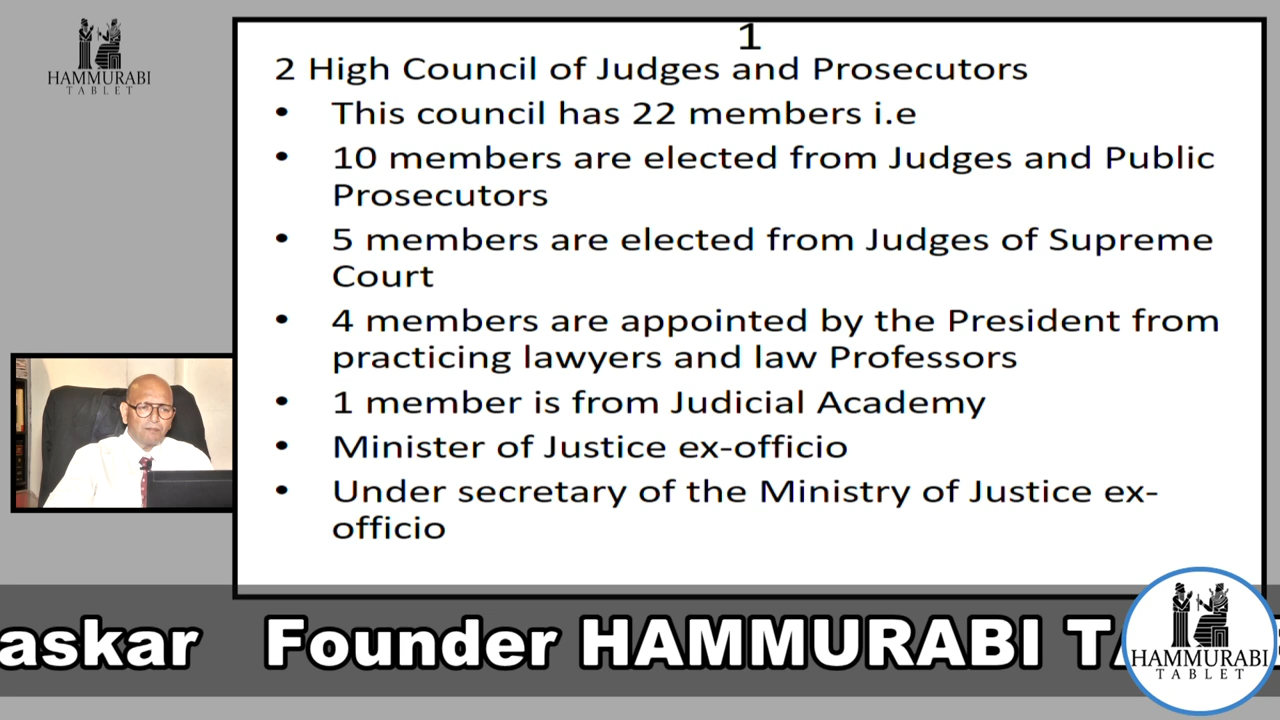 HAMMURABI
TABLET
1
2 High Council of Judges and Prosecutors
• This council has 22 members i.e
• 10 members are elected from Judges and Public
Prosecutors
• 5 members are elected from Judges of Supreme
Court
• 4 members are appointed by the President from
practicing lawyers and law Professors
• 1 member is from Judicial Academy
• Minister of Justice ex-officio
• Under secretary of the Ministry of Justice ex-
officio
askar Founder HAMMURABI
HAMMURABI
TABLET